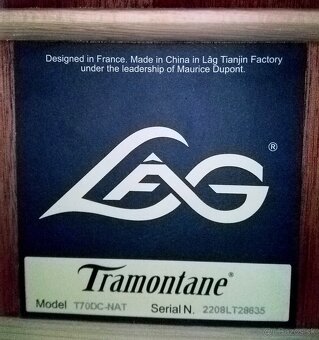 Designed in France. Made in China in Lâg Tianjin Factory
under the leadership of Maurice Dupont.
LÂG®
Tramontane®
Model T70DC-NAT Serial N. 2208LT28635